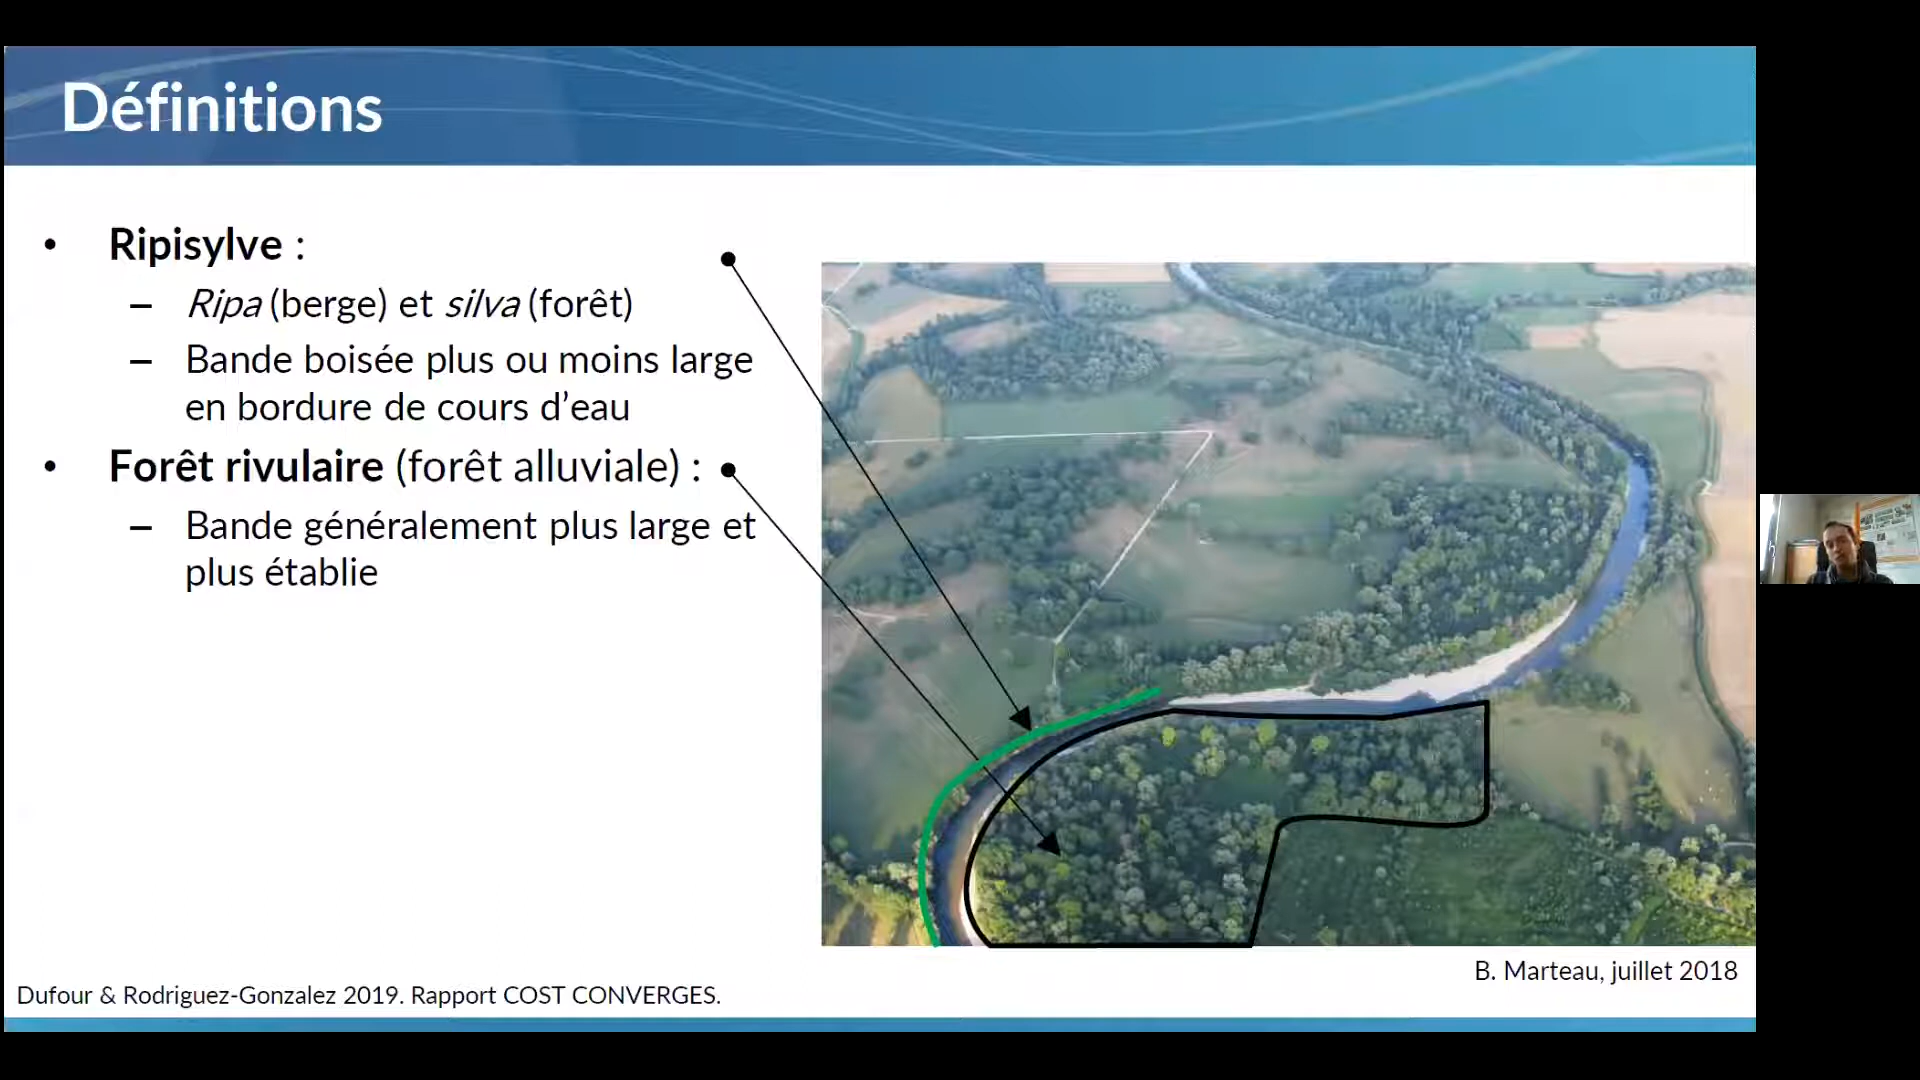 Définitions
• Ripisylve :
– Ripa (berge) et silva (forêt)
– Bande boisée plus ou moins large
en bordure de cours d’eau
• Forêt rivulaire (forêt alluviale) :
– Bande généralement plus large et
plus établie
B. Marteau, juillet 2018
Dufour & Rodriguez-Gonzalez 2019. Rapport COST CONVERGES.